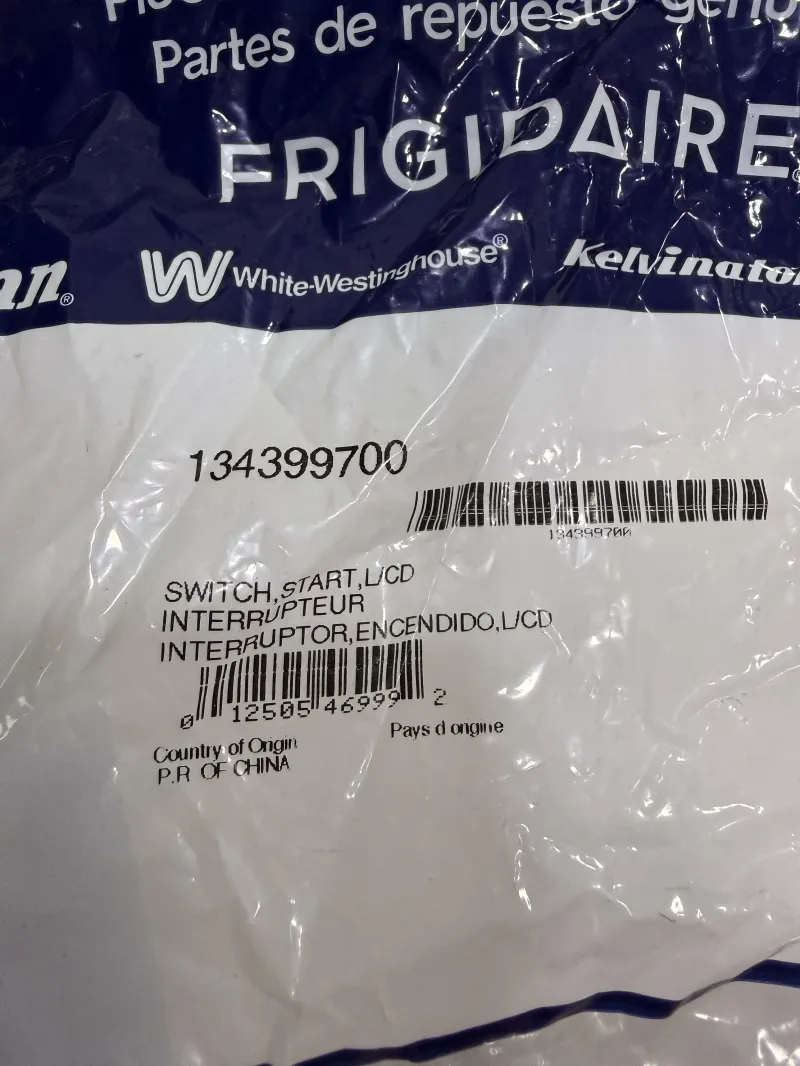 Partes de repuesto
FRIGIDAIRE
White-Westinghouse®
Kelvinator
134399700
134399700
SWITCH,START,L/CD
INTERRUPTEUR
INTERRUPTOR,ENCENDIDO,L/CD
0 12505 46999 2
Country of Origin
Pays d origine
P.R OF CHINA